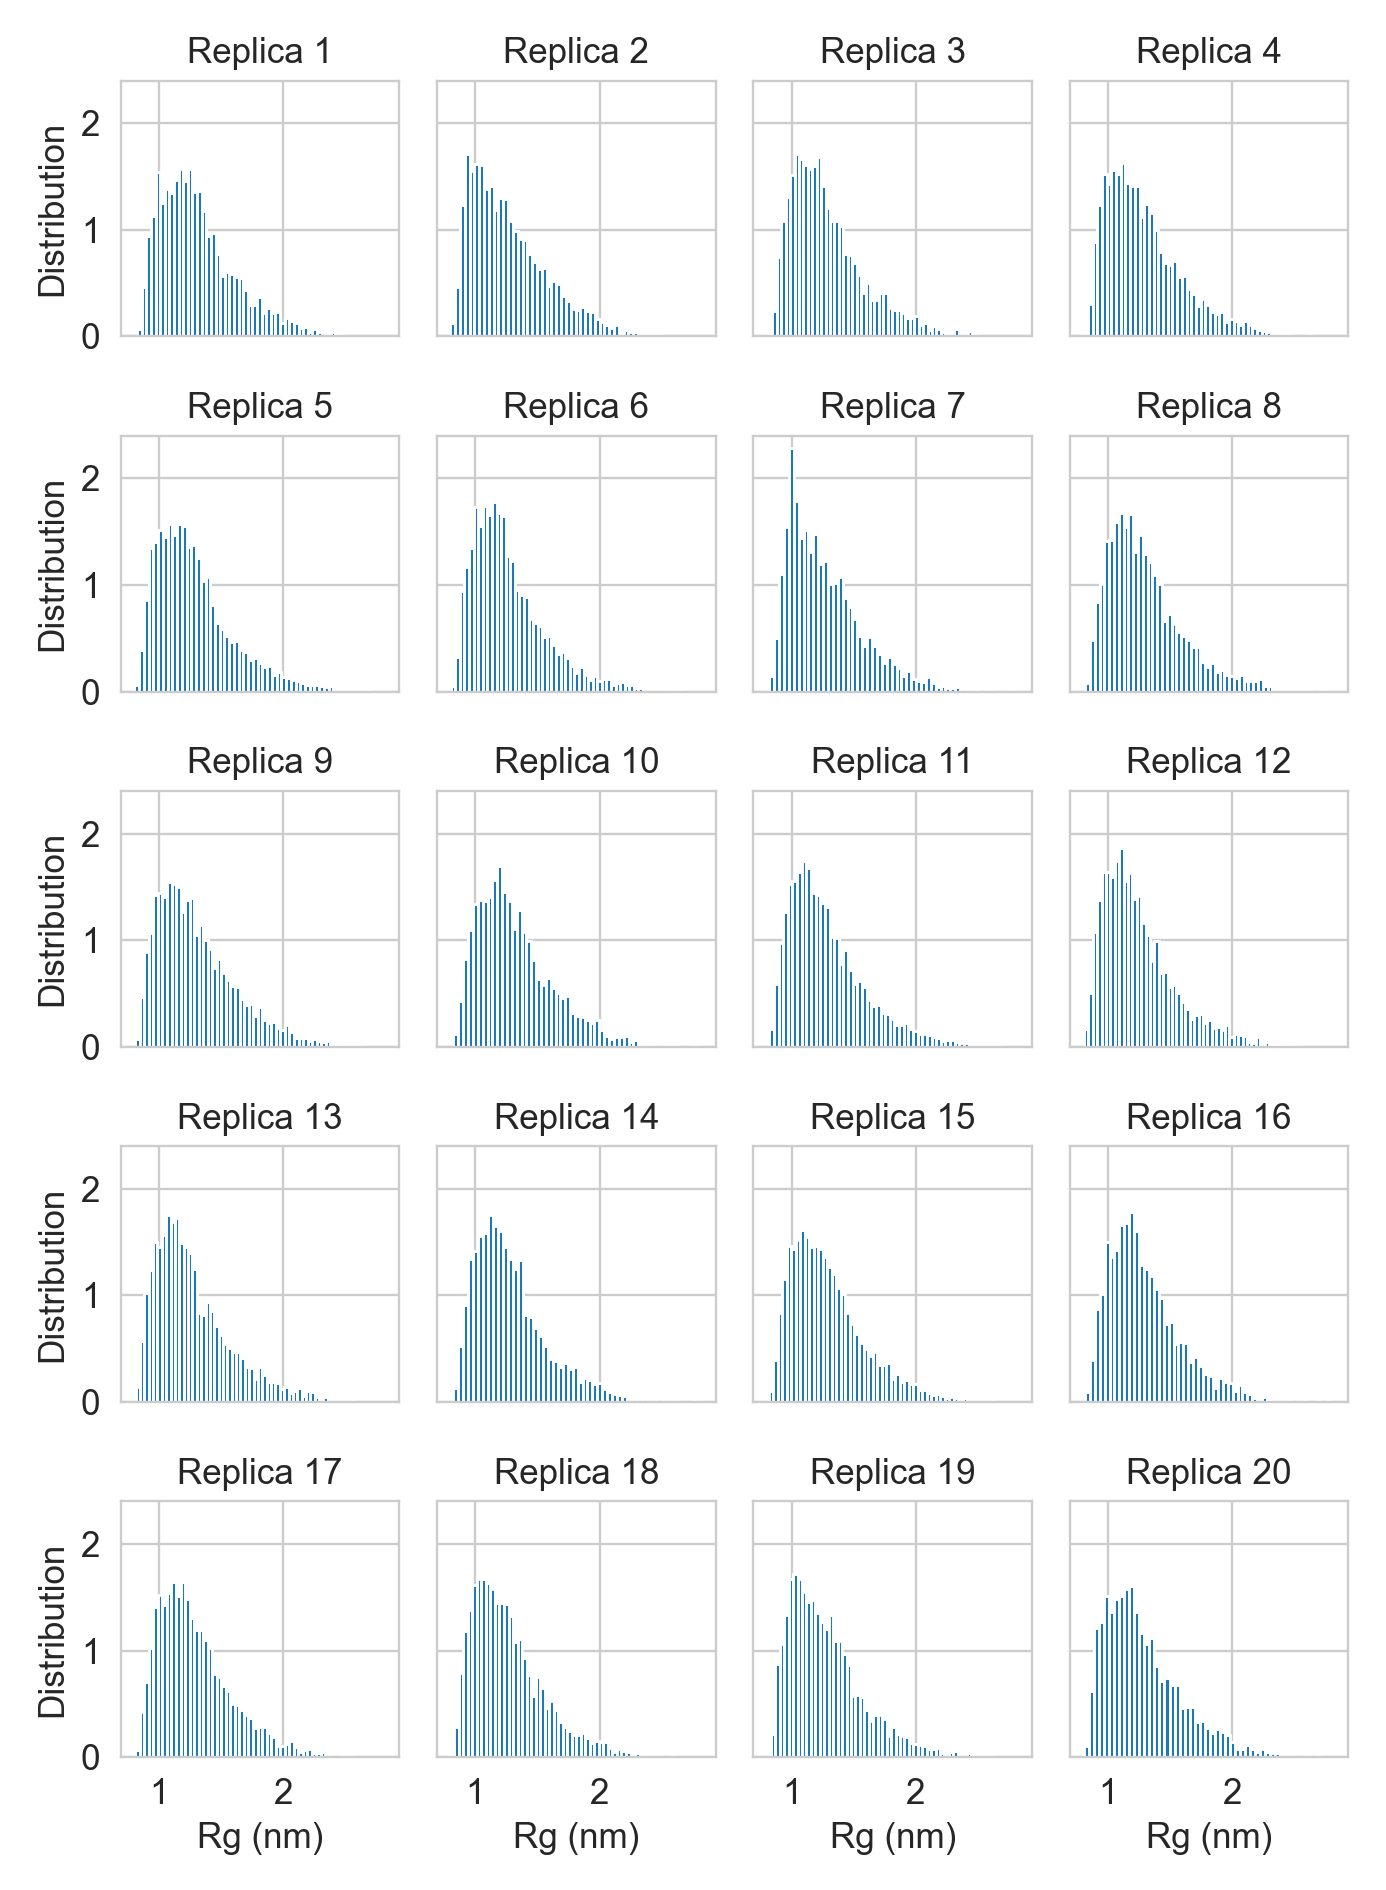 Replica 1 Replica 2 Replica 3 Replica 4
2
1
0
Distribution
Replica 5 Replica 6 Replica 7 Replica 8
2
1
0
Distribution
Replica 9 Replica 10 Replica 11 Replica 12
2
1
0
Distribution
Replica 13 Replica 14 Replica 15 Replica 16
2
1
0
Distribution
Replica 17 Replica 18 Replica 19 Replica 20
2
1
0
Distribution
1 2 1 2 1 2 1 2
Rg (nm) Rg (nm) Rg (nm) Rg (nm)